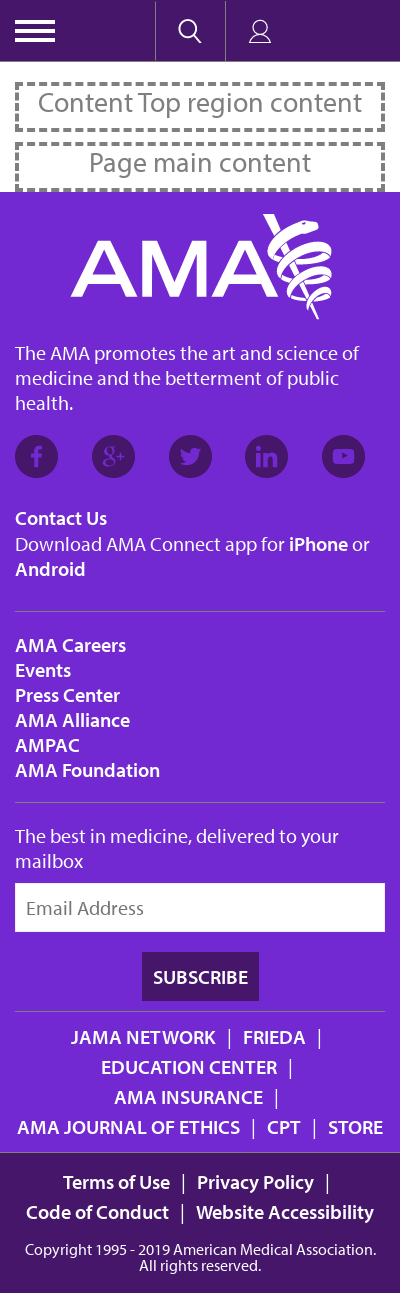 Content Top region content
Page main content
AMA
The AMA promotes the art and science of
medicine and the betterment of public
health.
Contact Us
Download AMA Connect app for iPhone or
Android
AMA Careers
Events
Press Center
AMA Alliance
AMPAC
AMA Foundation
The best in medicine, delivered to your
mailbox
Email Address
SUBSCRIBE
JAMA NETWORK | FRIEDA |
EDUCATION CENTER |
AMA INSURANCE |
AMA JOURNAL OF ETHICS | CPT | STORE
Terms of Use | Privacy Policy |
Code of Conduct | Website Accessibility
Copyright 1995 - 2019 American Medical Association.
All rights reserved.